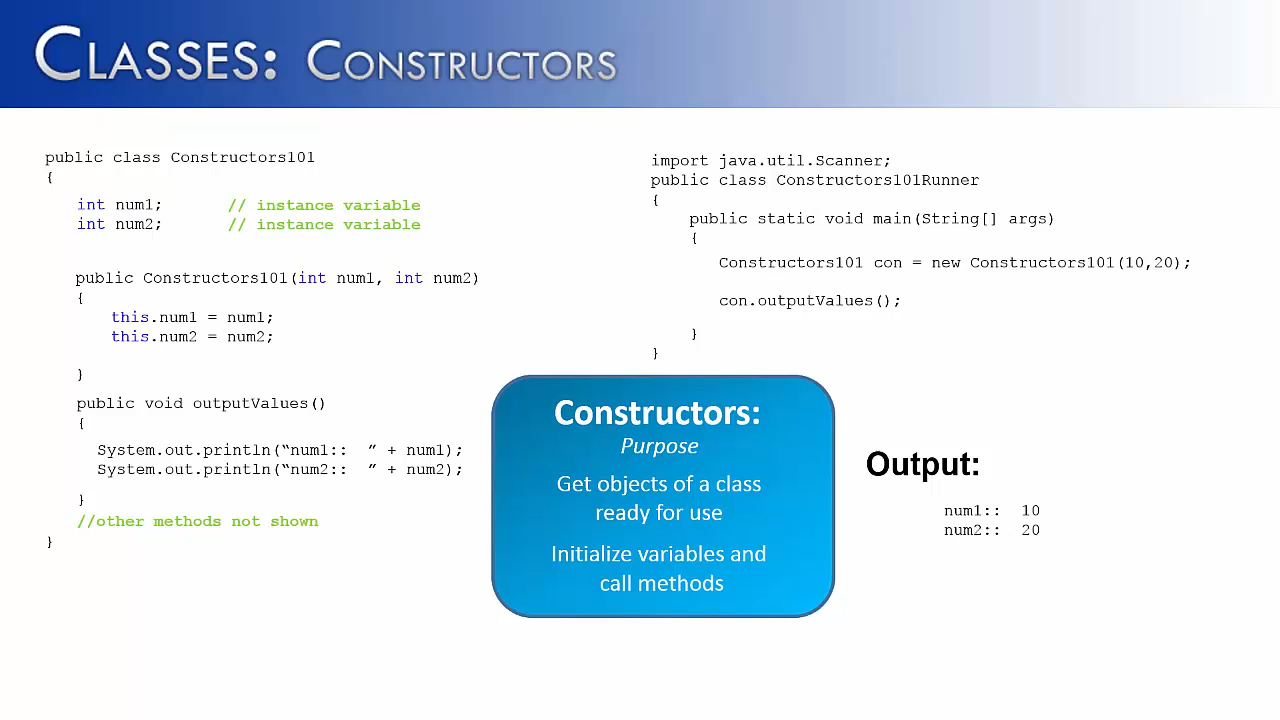 CLASSES: CONSTRUCTORS
public class Constructors101
{
int num1; // instance variable
int num2; // instance variable
public Constructors101(int num1, int num2)
{
this.num1 = num1;
this.num2 = num2;
}
public void outputValues()
{
System.out.println(“num1:: ” + num1);
System.out.println(“num2:: ” + num2);
}
//other methods not shown
}
import java.util.Scanner;
public class Constructors101Runner
{
public static void main(String[] args)
{
Constructors101 con = new Constructors101(10,20);
con.outputValues();
}
}
Constructors:
Purpose
Get objects of a class
ready for use
Initialize variables and
call methods
Output:
num1:: 10
num2:: 20